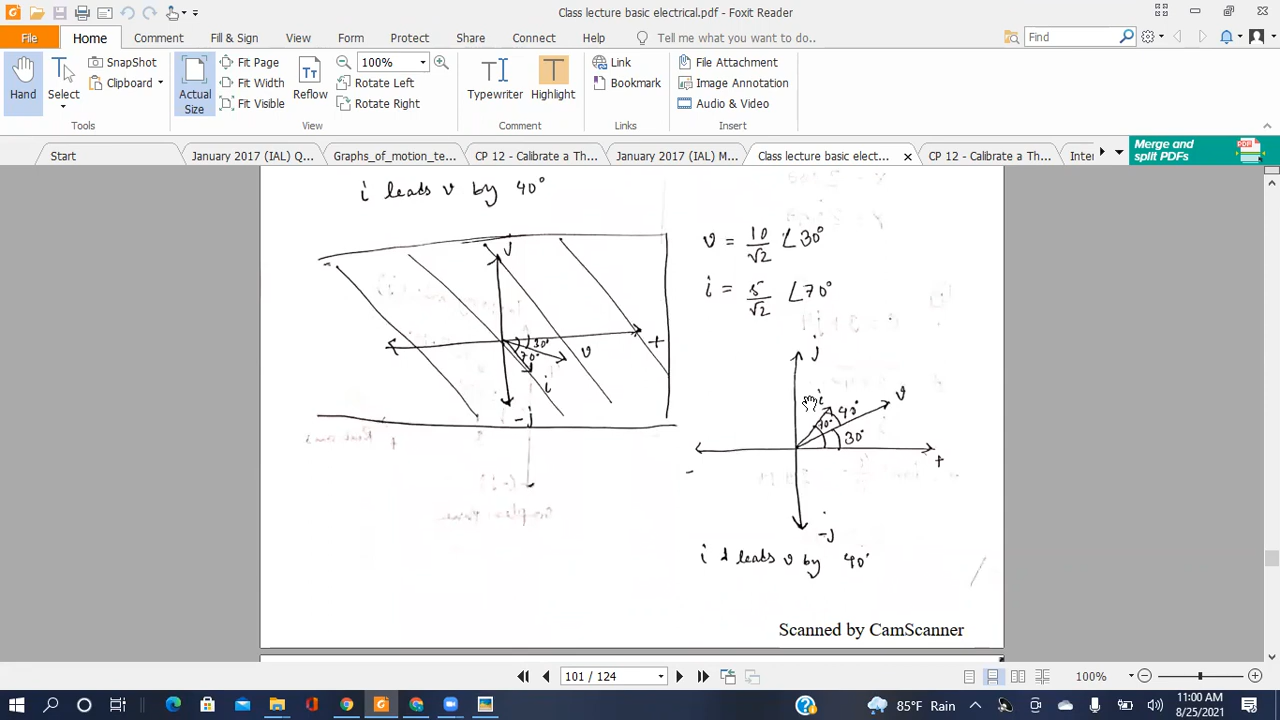 Class lecture basic electrical.pdf - Foxit Reader
File Home Comment Fill & Sign View Form Protect Share Connect Help Tell me what you want to do.. Find
Hand
Select
SnapShot
Clipboard
Tools
Actual Size
Fit Page
Fit Width
Fit Visible
Reflow
100%
Rotate Left
Rotate Right
View
Typewriter
Highlight
Comment
Link
Bookmark
Links
File Attachment
Image Annotation
Audio & Video
Insert
Start January 2017 (IAL) Q... Graphs_of_motion_te... CP 12 - Calibrate a Th... January 2017 (IAL) M... Class lecture basic electrical... CP 12 - Calibrate a Th... Inter
Merge and
split PDFs
i leads v by 40°
v = 10/√2 ∠30°
i = 5/√2 ∠70°
30°
70°
v
i
+
-j
j
i
40°
v
70°
30°
-
+
-j
i leads v by 40°
Scanned by CamScanner
101 / 124
100%
85°F Rain
11:00 AM
8/25/2021